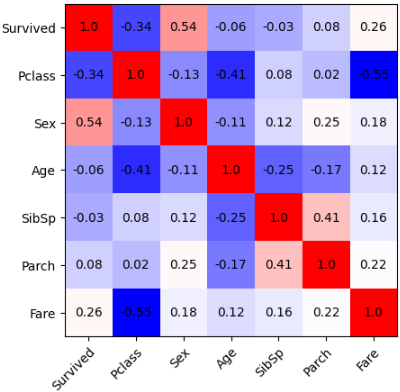 Survived 1.0 -0.34 0.54 -0.06 -0.03 0.08 0.26
Pclass -0.34 1.0 -0.13 -0.41 0.08 0.02 -0.55
Sex 0.54 -0.13 1.0 -0.11 0.12 0.25 0.18
Age -0.06 -0.41 -0.11 1.0 -0.25 -0.17 0.12
SibSp -0.03 0.08 0.12 -0.25 1.0 0.41 0.16
Parch 0.08 0.02 0.25 -0.17 0.41 1.0 0.22
Fare 0.26 -0.55 0.18 0.12 0.16 0.22 1.0
Survived Pclass Sex Age SibSp Parch Fare